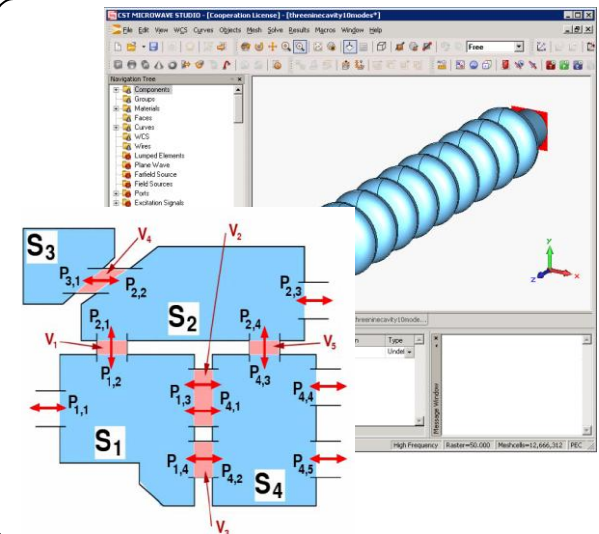 CST MICROWAVE STUDIO - [Cooperation License] - [threeninecavity10modes*]
File Edit View WCS Curves Objects Mesh Solve Results Macros Window Help
Free
Navigation Tree
Components
Groups
Materials
Faces
Curves
WCS
Wires
Lumped Elements
Plane Wave
Farfield Source
Field Sources
Ports
Excitation Signals
y
z
x
threeninecavity10mode...
Type
Undef
Message Window
High Frequency Raster=50.000 Meshcells=12,666,312 PEC
S3
V4
V2
P3,1
P2,2
P2,3
S2
P2,1
P2,4
V1
V5
P1,2
P4,3
P1,1
P1,3
P4,1
P4,4
S1
P1,4
P4,2
P4,5
S4
V3